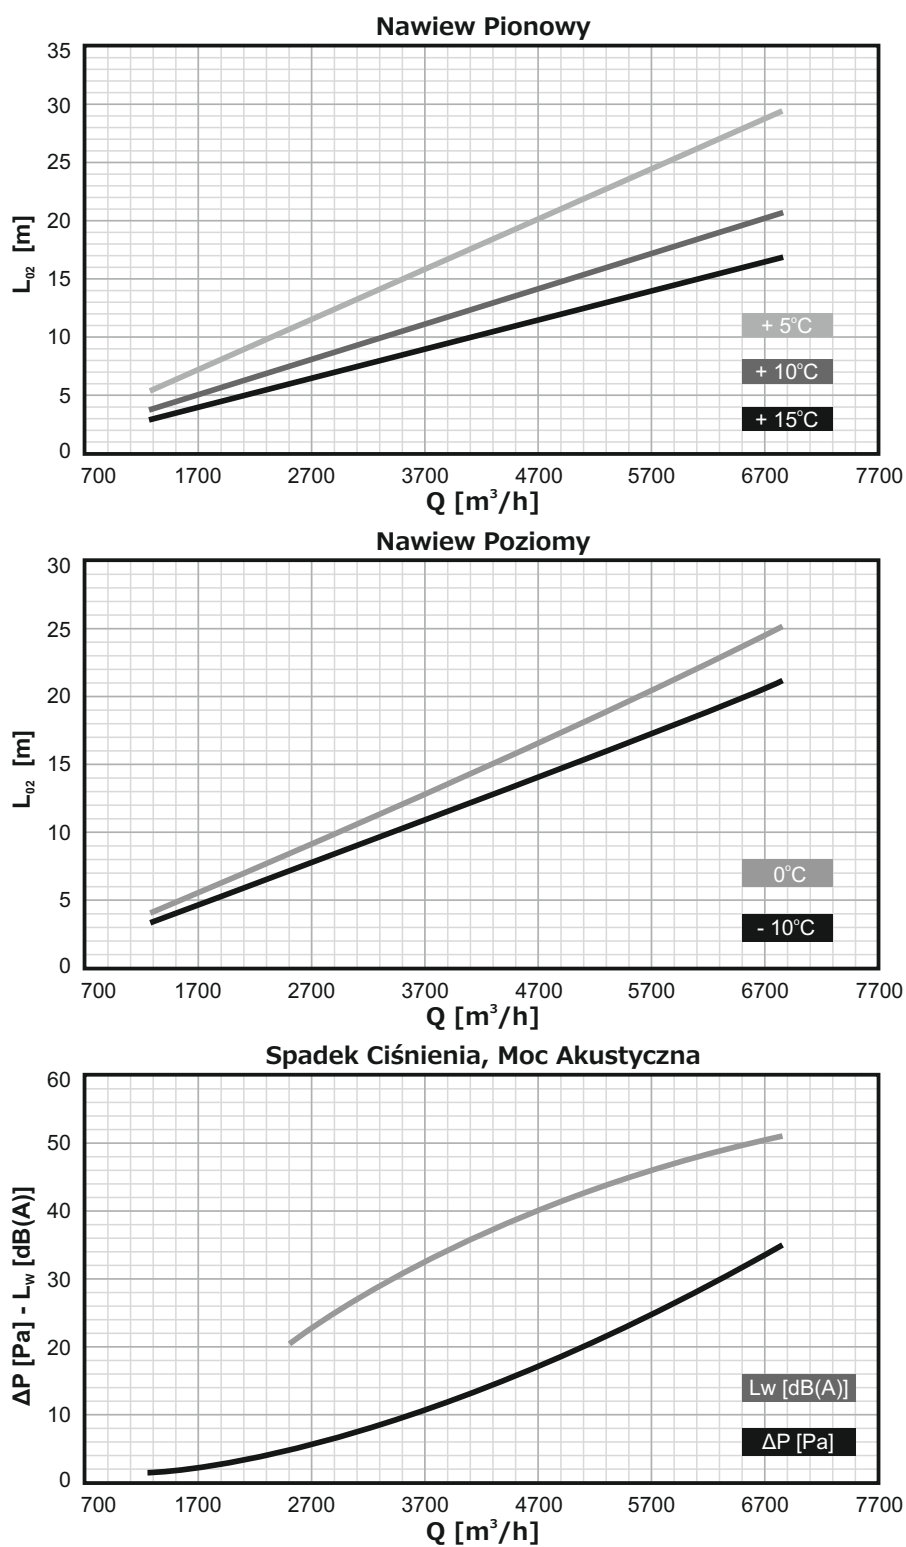 Nawiew Pionowy
35
30
25
20
15
10
5
0
L₀₂ [m]
+ 5°C
+ 10°C
+ 15°C
700 1700 2700 3700 4700 5700 6700 7700
Q [m³/h]
Nawiew Poziomy
30
25
20
15
10
5
0
L₀₂ [m]
0°C
- 10°C
700 1700 2700 3700 4700 5700 6700 7700
Q [m³/h]
Spadek Ciśnienia, Moc Akustyczna
60
50
40
30
20
10
0
ΔP [Pa] - Lw [dB(A)]
Lw [dB(A)]
ΔP [Pa]
700 1700 2700 3700 4700 5700 6700 7700
Q [m³/h]